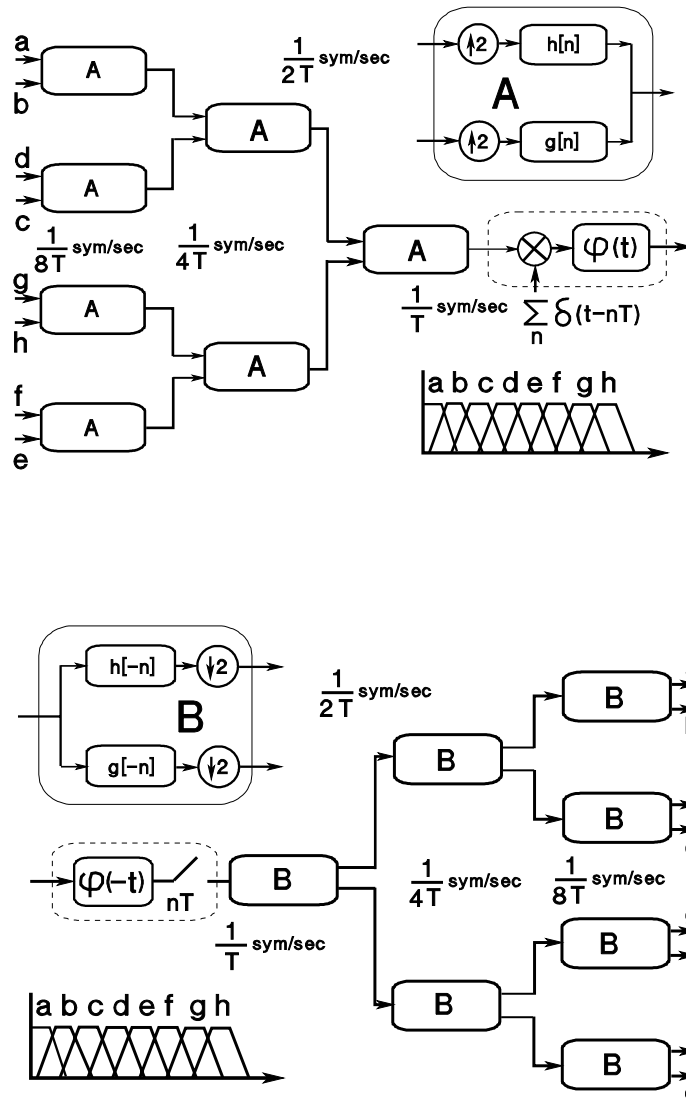 a
b
A
d
c
A
1/8T sym/sec
g
h
A
f
e
A
1/2T sym/sec
A
1/4T sym/sec
A
A
1/T sym/sec
↑2
h[n]
A
↑2
g[n]
φ(t)
∑ δ(t-nT)
n
a b c d e f g h
h[-n]
↓2
B
g[-n]
↓2
φ(-t)
nT
B
1/T sym/sec
1/2T sym/sec
B
B
1/4T sym/sec
1/8T sym/sec
B
B
B
B
a b c d e f g h